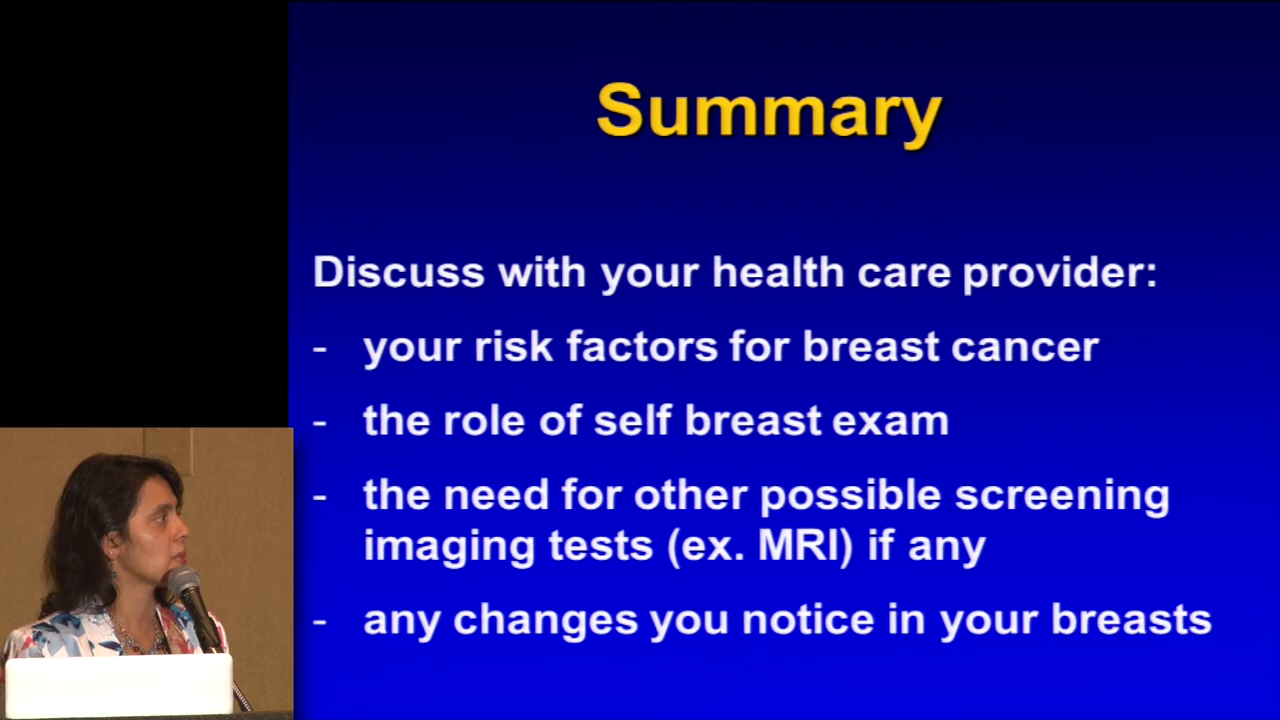 Summary
Discuss with your health care provider:
- your risk factors for breast cancer
- the role of self breast exam
- the need for other possible screening
imaging tests (ex. MRI) if any
- any changes you notice in your breasts